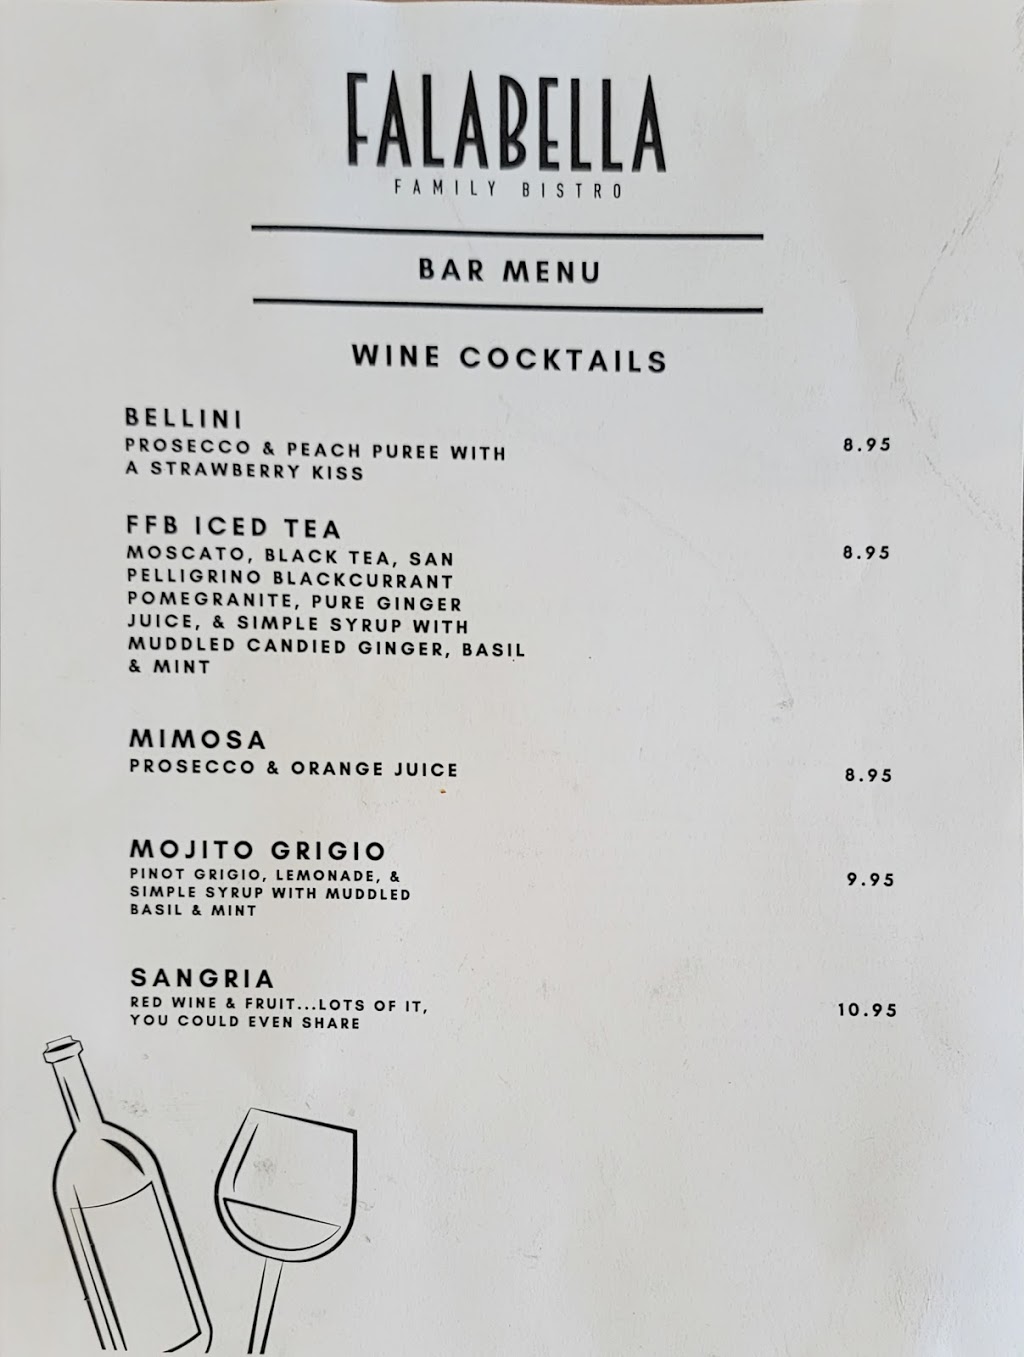 FALABELLA
FAMILY BISTRO
BAR MENU
WINE COCKTAILS
BELLINI
PROSECCO & PEACH PUREE WITH
A STRAWBERRY KISS
8.95
FFB ICED TEA
MOSCATO, BLACK TEA, SAN
PELLIGRINO BLACKCURRANT
POMEGRANITE, PURE GINGER
JUICE, & SIMPLE SYRUP WITH
MUDDLED CANDIED GINGER, BASIL
& MINT
8.95
MIMOSA
PROSECCO & ORANGE JUICE
8.95
MOJITO GRIGIO
PINOT GRIGIO, LEMONADE, &
SIMPLE SYRUP WITH MUDDLED
BASIL & MINT
9.95
SANGRIA
RED WINE & FRUIT...LOTS OF IT,
YOU COULD EVEN SHARE
10.95